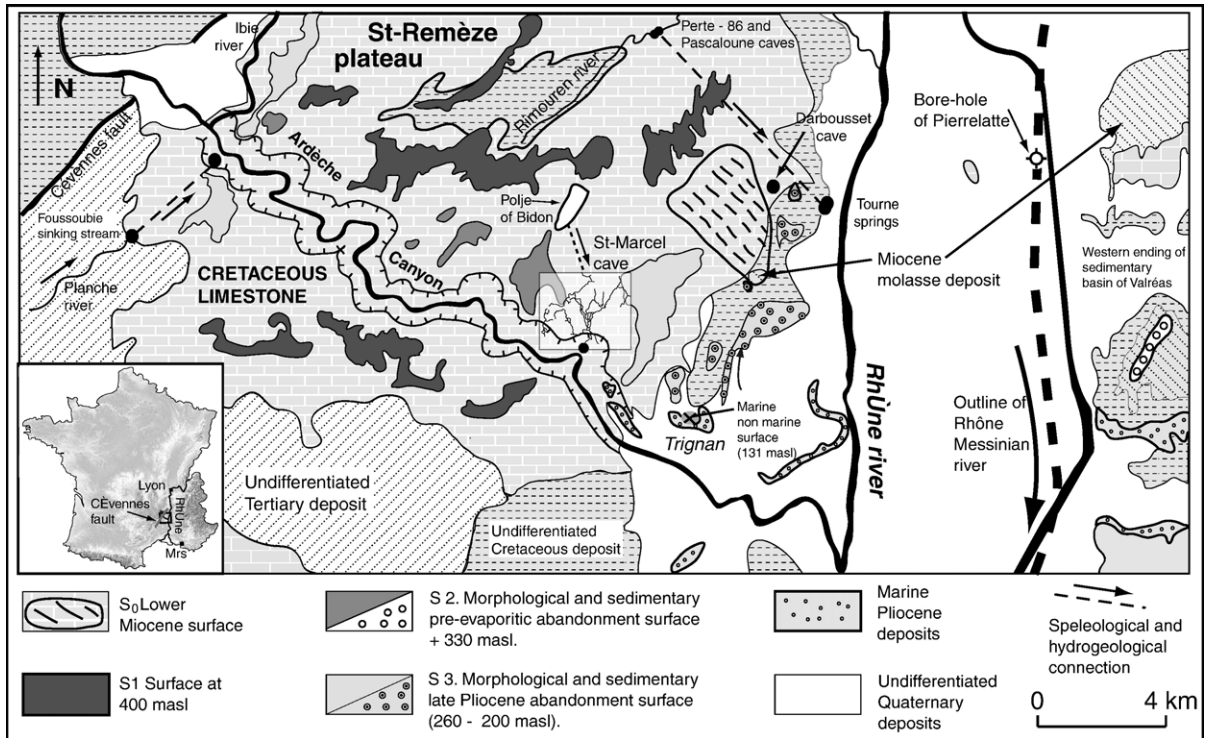 Ibie
river
St-Remèze
plateau
Perte - 86 and
Pascaloune caves
N
Cévennes fault
Rimouren river
Bore-hole
of Pierrelatte
Darbousset
cave
Ardèche
Foussoubie
sinking stream
Polje
of Bidon
Tourne
springs
St-Marcel
cave
Canyon
Planche
river
CRETACEOUS
LIMESTONE
Miocene
molasse deposit
Western ending of
sedimentary
basin of Valréas
RhÙne river
Marine
non marine
surface
(131 masl)
Trignan
Outline of
Rhône
Messinian
river
Undifferentiated
Tertiary deposit
Undifferentiated
Cretaceous deposit
Lyon
CÈvennes
fault
RhÙne
Mrs
S0Lower
Miocene surface
S1 Surface at
400 masl
S 2. Morphological and sedimentary
pre-evaporitic abandonment surface
+ 330 masl.
S 3. Morphological and sedimentary
late Pliocene abandonment surface
(260 - 200 masl).
Marine
Pliocene
deposits
Undifferentiated
Quaternary
deposits
Speleological and
hydrogeological
connection
0 4 km